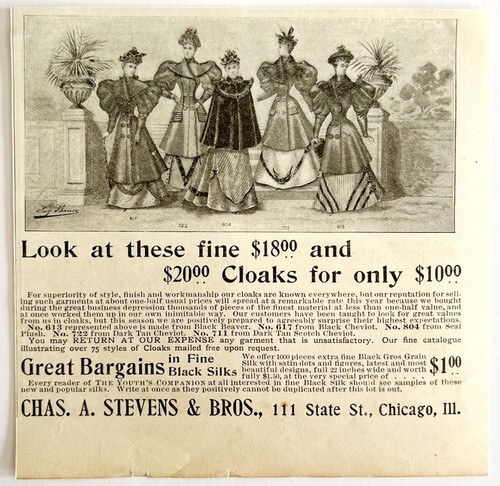 617 722 804 711 613
Look at these fine $18.00 and
$20.00 Cloaks for only $10.00
For superiority of style, finish and workmanship our cloaks are known everywhere, but our reputation for sell-
ing such garments at about one-half usual prices will spread at a remarkable rate this year because we bought
during the great business depression thousands of pieces of the finest material at less than one-half value, and
at once worked them up in our own inimitable way. Our customers have been taught to look for great values
from us in cloaks, but this season we are positively prepared to agreeably surprise their highest expectations.
No. 613 represented above is made from Black Beaver. No. 617 from Black Cheviot. No. 804 from Seal
Plush. No. 722 from Dark Tan Cheviot. No. 711 from Dark Tan Scotch Cheviot.
You may RETURN AT OUR EXPENSE any garment that is unsatisfactory. Our fine catalogue
illustrating over 75 styles of Cloaks mailed free upon request.
Great Bargains in Fine Black Silks
We offer 100 pieces extra fine Black Gros Grain
Silk with satin dots and figures, latest and most
beautiful designs, full 22 inches wide and worth
fully $1.50, at the very special price of . . . .
$1.00
Every reader of THE YOUTH'S COMPANION at all interested in fine Black Silk should see samples of these
new and popular silks. Write at once as they positively cannot be duplicated after this lot is out.
CHAS. A. STEVENS & BROS., 111 State St., Chicago, Ill.